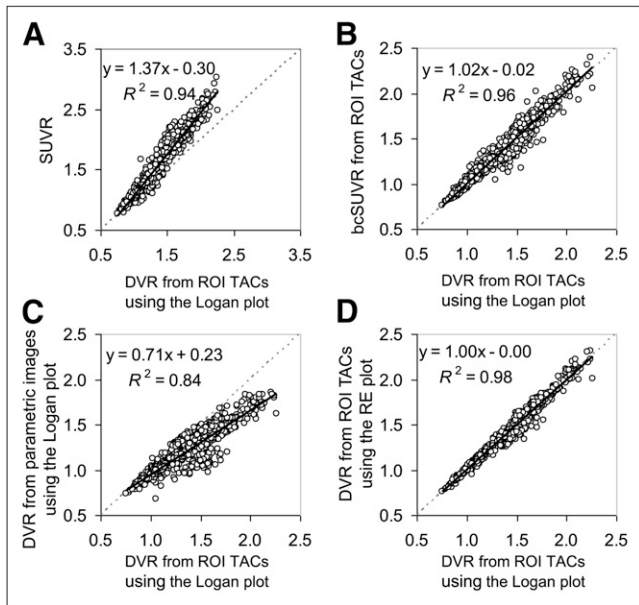 A
3.5
y = 1.37x - 0.30
R² = 0.94
2.5
SUVR
1.5
0.5
0.5 1.5 2.5 3.5
DVR from ROI TACs
using the Logan plot
B
2.5
y = 1.02x - 0.02
R² = 0.96
2.0
bcSUVR from ROI TACs
1.5
1.0
0.5
0.5 1.0 1.5 2.0 2.5
DVR from ROI TACs
using the Logan plot
C
2.5
y = 0.71x + 0.23
R² = 0.84
2.0
DVR from parametric images
using the Logan plot
1.5
1.0
0.5
0.5 1.0 1.5 2.0 2.5
DVR from ROI TACs
using the Logan plot
D
2.5
y = 1.00x - 0.00
R² = 0.98
2.0
DVR from ROI TACs
using the RE plot
1.5
1.0
0.5
0.5 1.0 1.5 2.0 2.5
DVR from ROI TACs
using the Logan plot